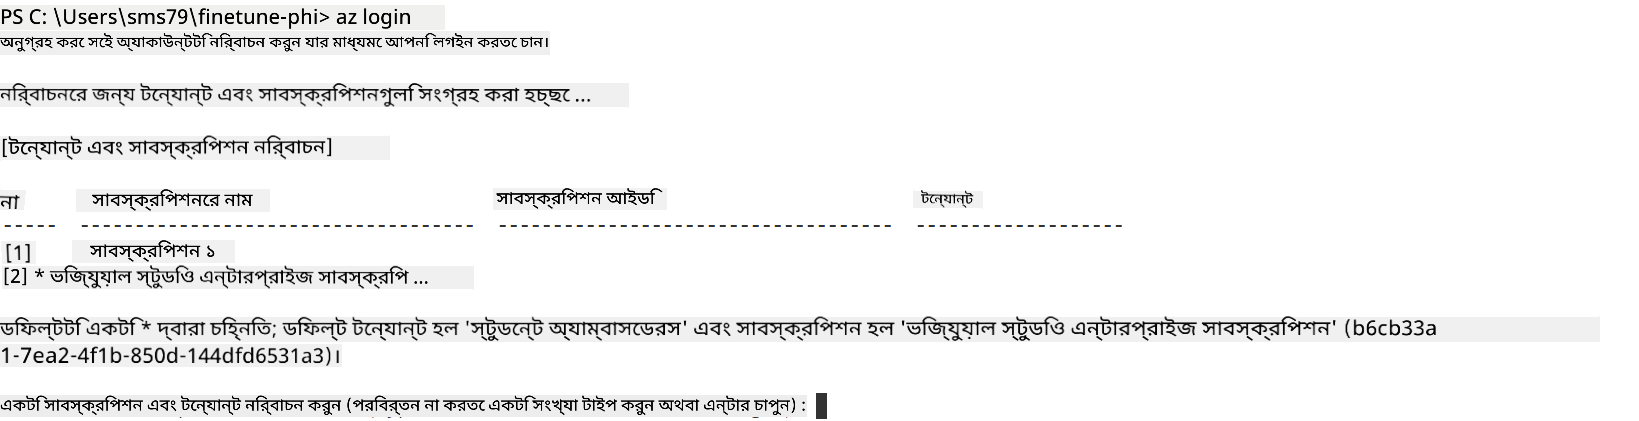 PS C: \Users\sms79\finetune-phi> az login
অনুগ্রহ করে সেই অ্যাকাউন্টটি নির্বাচন করুন যার মাধ্যমে আপনি লগইন করতে চান।
নির্বাচনের জন্য টেন্যান্ট এবং সাবস্ক্রিপশনগুলি সংগ্রহ করা হচ্ছে ...
[টেন্যান্ট এবং সাবস্ক্রিপশন নির্বাচন]
না সাবস্ক্রিপশনের নাম সাবস্ক্রিপশন আইডি টেন্যান্ট
----- ------------------------------------ ------------------------------------ -------------------
[1] সাবস্ক্রিপশন ১
[2] * ভিজ্যুয়াল স্টুডিও এন্টারপ্রাইজ সাবস্ক্রিপ ...
ডিফল্টটি একটি * দ্বারা চিহ্নিত; ডিফল্ট টেন্যান্ট হল 'স্টুডেন্ট অ্যাম্বাসডেরস' এবং সাবস্ক্রিপশন হল 'ভিজ্যুয়াল স্টুডিও এন্টারপ্রাইজ সাবস্ক্রিপশন' (b6cb33a
1-7ea2-4f1b-850d-144dfd6531a3)।
একটি সাবস্ক্রিপশন এবং টেন্যান্ট নির্বাচন করুন (পরিবর্তন না করতে একটি সংখ্যা টাইপ করুন অথবা এন্টার চাপুন) :